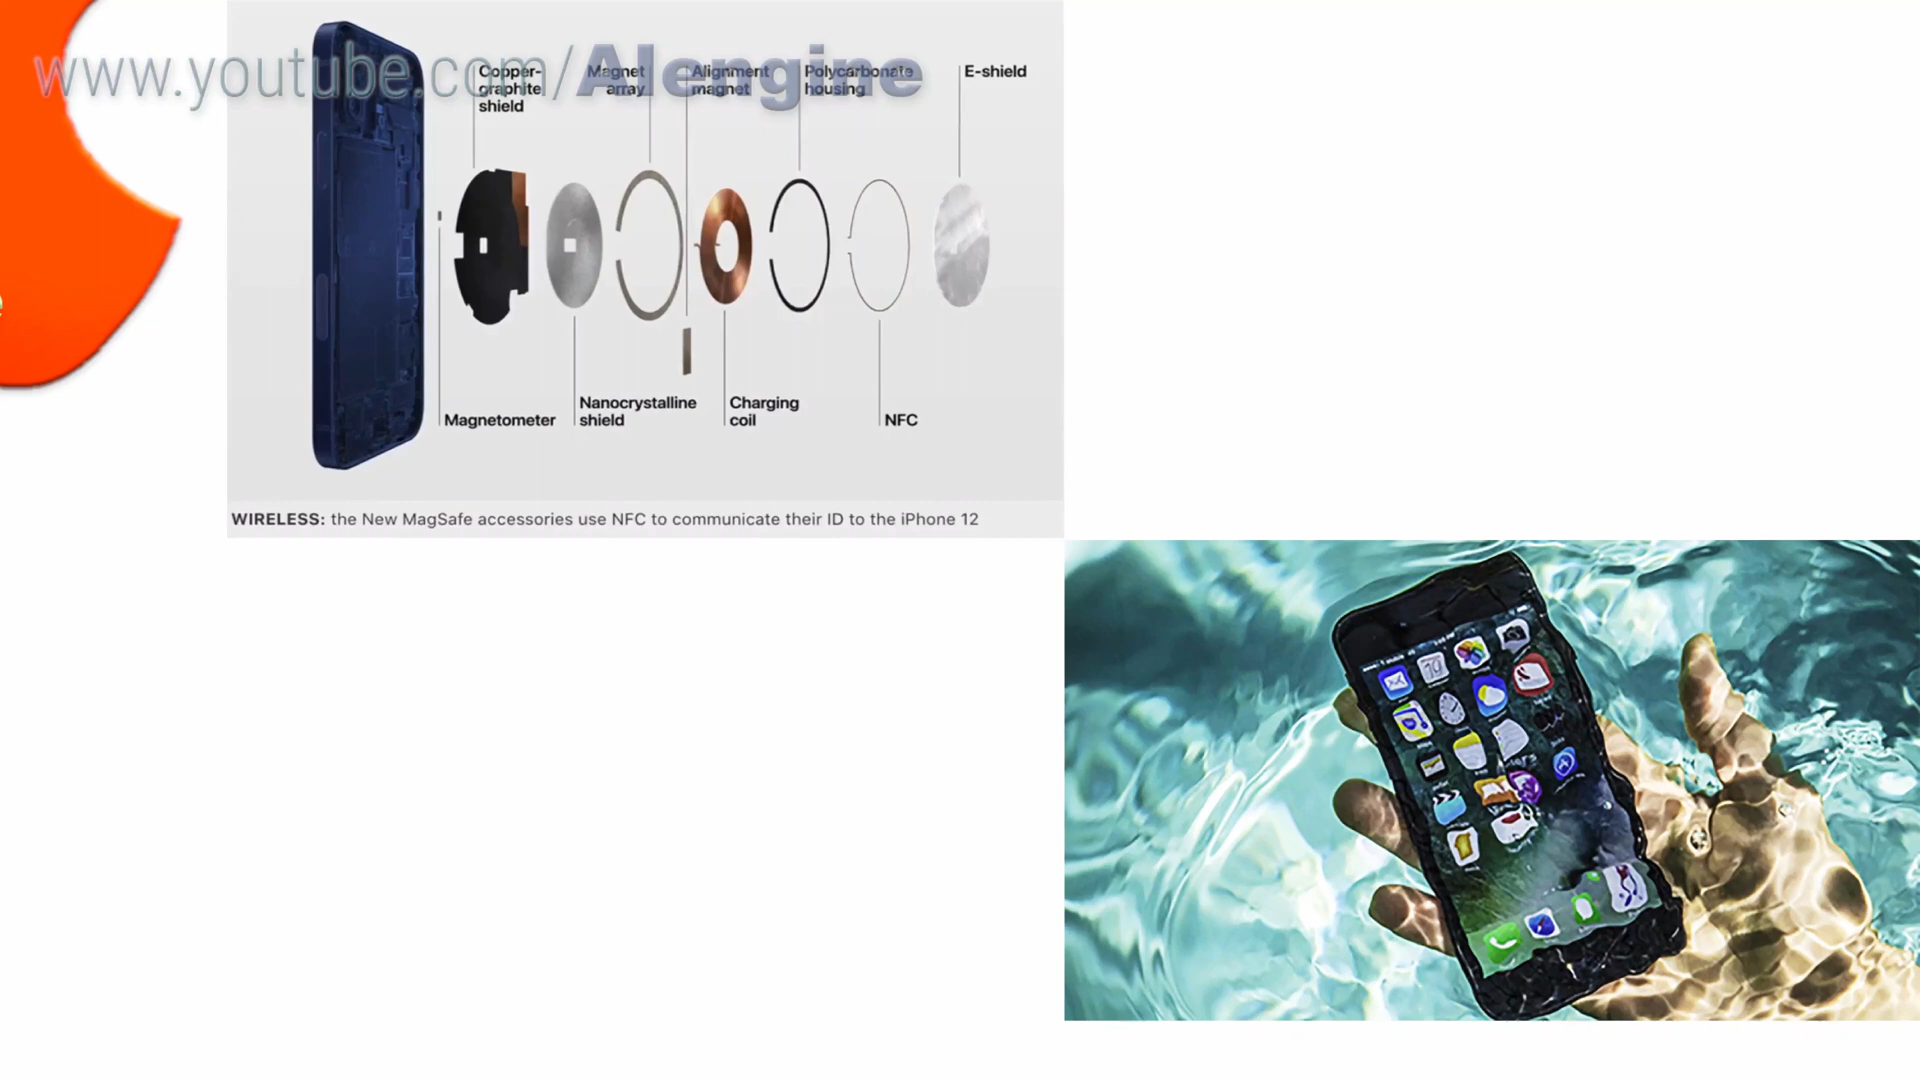 www.youtube.com/AIengine
Copper-
graphite
shield
Magnet
array
Alignment
magnet
Polycarbonate
housing
E-shield
e
Magnetometer
Nanocrystalline
shield
Charging
coil
NFC
WIRELESS: the New MagSafe accessories use NFC to communicate their ID to the iPhone 12